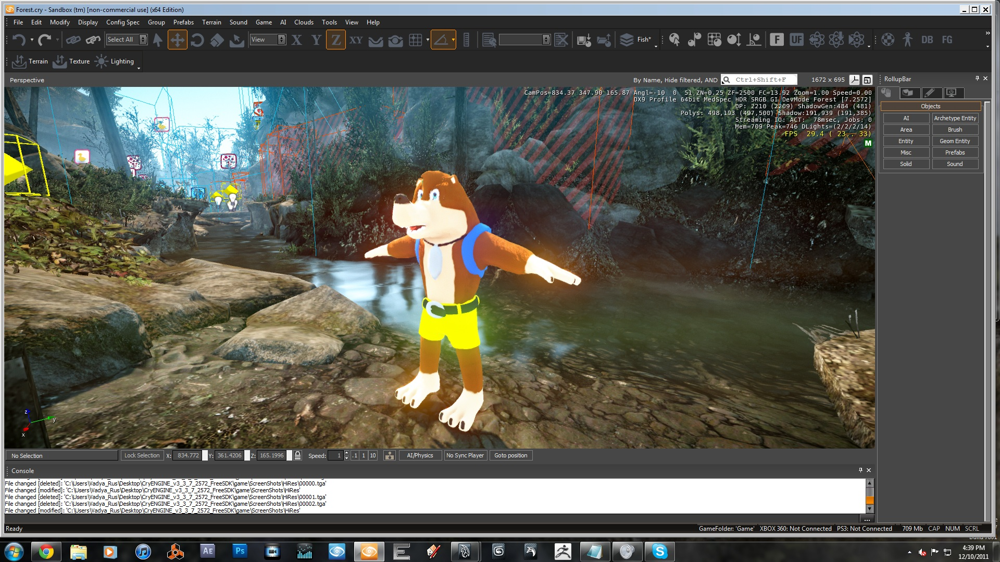 Forest.cry - Sandbox (tm) [non-commercial use] (x64 Edition)
File Edit Modify Display Config Spec Group Prefabs Terrain Sound Game AI Clouds Tools View Help
Select All View X Y Z XY Fish* F UF DB FG
Terrain Texture Lighting
Perspective By Name, Hide filtered, AND Ctrl+Shift+F 1672 x 695 RollupBar
CamPos=834.37 347.90 165.87 Angl=-10 0 51 ZN=0.25 ZF=2500 FC=13.92 Zoom=1.00 Speed=0.00
DX9 Profile 64bit MedSpec HDR SRGB GI DevMode Forest [7.2572]
DP: 2210 (2209) ShadowGen:484 (481)
Polys: 498,193 (497,500) Shadow:191,939 (191,385)
Streaming IO: ACT: 78msec, Jobs: 0
Mem=709 Peak=746 DLights=(2/2/2/14)
FPS 29.4 ( 23.. 33)
M
Objects
AI Archetype Entity
Area Brush
Entity Geom Entity
Misc Prefabs
Solid Sound
z
y
x
No Selection Lock Selection X: 834.772 Y: 361.4206 Z: 165.1996 Speed: 1 .1 1 10 AI/Physics No Sync Player Goto position
Console
File changed [deleted]: 'C:\Users\Vadya_Rus\Desktop\CryENGINE_v3_3_7_2572_FreeSDK\game\ScreenShots\HiRes\00000.tga'
File changed [modified]: 'C:\Users\Vadya_Rus\Desktop\CryENGINE_v3_3_7_2572_FreeSDK\game\ScreenShots\HiRes'
File changed [deleted]: 'C:\Users\Vadya_Rus\Desktop\CryENGINE_v3_3_7_2572_FreeSDK\game\ScreenShots\HiRes\00001.tga'
File changed [deleted]: 'C:\Users\Vadya_Rus\Desktop\CryENGINE_v3_3_7_2572_FreeSDK\game\ScreenShots\HiRes\00002.tga'
File changed [modified]: 'C:\Users\Vadya_Rus\Desktop\CryENGINE_v3_3_7_2572_FreeSDK\game\ScreenShots\HiRes'
...
Ready GameFolder: 'Game' XBOX 360: Not Connected PS3: Not Connected 709 Mb CAP NUM SCRL
Ae Ps
4:39 PM
12/10/2011